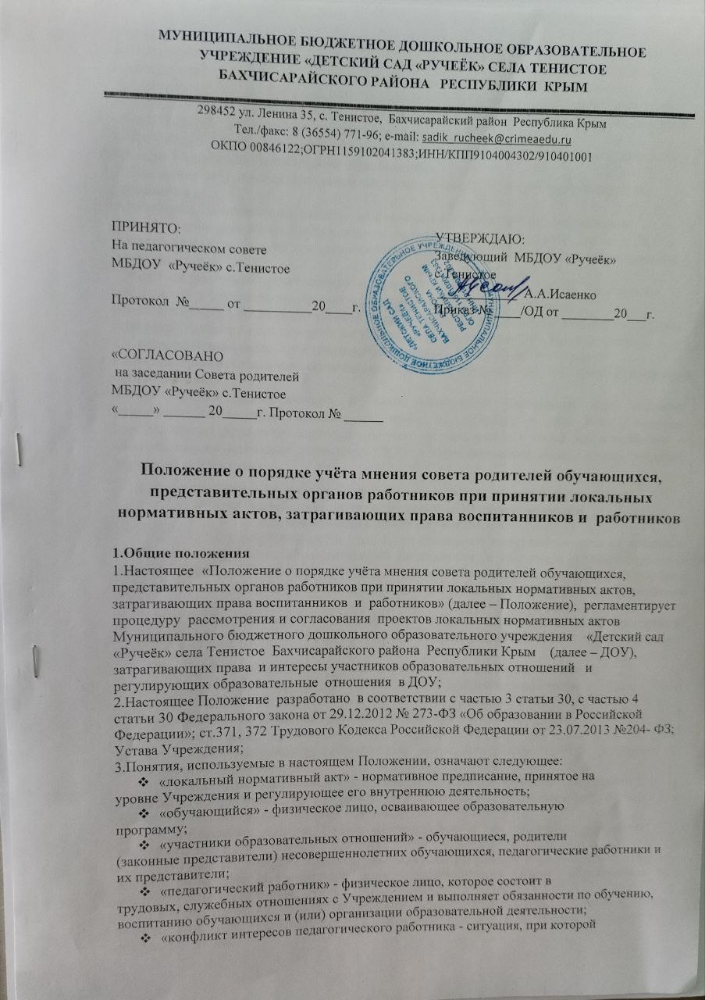 МУНИЦИПАЛЬНОЕ БЮДЖЕТНОЕ ДОШКОЛЬНОЕ ОБРАЗОВАТЕЛЬНОЕ
УЧРЕЖДЕНИЕ «ДЕТСКИЙ САД «РУЧЕЁК» СЕЛА ТЕНИСТОЕ
БАХЧИСАРАЙСКОГО РАЙОНА РЕСПУБЛИКИ КРЫМ
298452 ул. Ленина 35, с. Тенистое, Бахчисарайский район Республика Крым
Тел./факс: 8 (36554) 771-96; e-mail: sadik_rucheek@crimeaedu.ru
ОКПО 00846122;ОГРН1159102041383;ИНН/КПП9104004302/910401001
ПРИНЯТО:
На педагогическом совете
МБДОУ «Ручеёк» с.Тенистое
Протокол №_____ от __________20____г.
УТВЕРЖДАЮ:
Заведующий МБДОУ «Ручеёк»
с.Тенистое
____________А.А.Исаенко
Приказ №____/ОД от ________20___г.
«СОГЛАСОВАНО
на заседании Совета родителей
МБДОУ «Ручеёк» с.Тенистое
«_____» ______ 20_____г. Протокол № ______
Положение о порядке учёта мнения совета родителей обучающихся,
представительных органов работников при принятии локальных
нормативных актов, затрагивающих права воспитанников и работников
1.Общие положения
1.Настоящее «Положение о порядке учёта мнения совета родителей обучающихся,
представительных органов работников при принятии локальных нормативных актов,
затрагивающих права воспитанников и работников» (далее – Положение), регламентирует
процедуру рассмотрения и согласования проектов локальных нормативных актов
Муниципального бюджетного дошкольного образовательного учреждения «Детский сад
«Ручеёк» села Тенистое Бахчисарайского района Республики Крым (далее – ДОУ),
затрагивающих права и интересы участников образовательных отношений и
регулирующих образовательные отношения в ДОУ;
2.Настоящее Положение разработано в соответствии с частью 3 статьи 30, с частью 4
статьи 30 Федерального закона от 29.12.2012 № 273-ФЗ «Об образовании в Российской
Федерации»; ст.371, 372 Трудового Кодекса Российской Федерации от 23.07.2013 №204- ФЗ;
Устава Учреждения;
3.Понятия, используемые в настоящем Положении, означают следующее:
❖ «локальный нормативный акт» - нормативное предписание, принятое на
уровне Учреждения и регулирующее его внутреннюю деятельность;
❖ «обучающийся» - физическое лицо, осваивающее образовательную
программу;
❖ «участники образовательных отношений» - обучающиеся, родители
(законные представители) несовершеннолетних обучающихся, педагогические работники и
их представители;
❖ «педагогический работник» - физическое лицо, которое состоит в
трудовых, служебных отношениях с Учреждением и выполняет обязанности по обучению,
воспитанию обучающихся и (или) организации образовательной деятельности;
❖ «конфликт интересов педагогического работника - ситуация, при которой